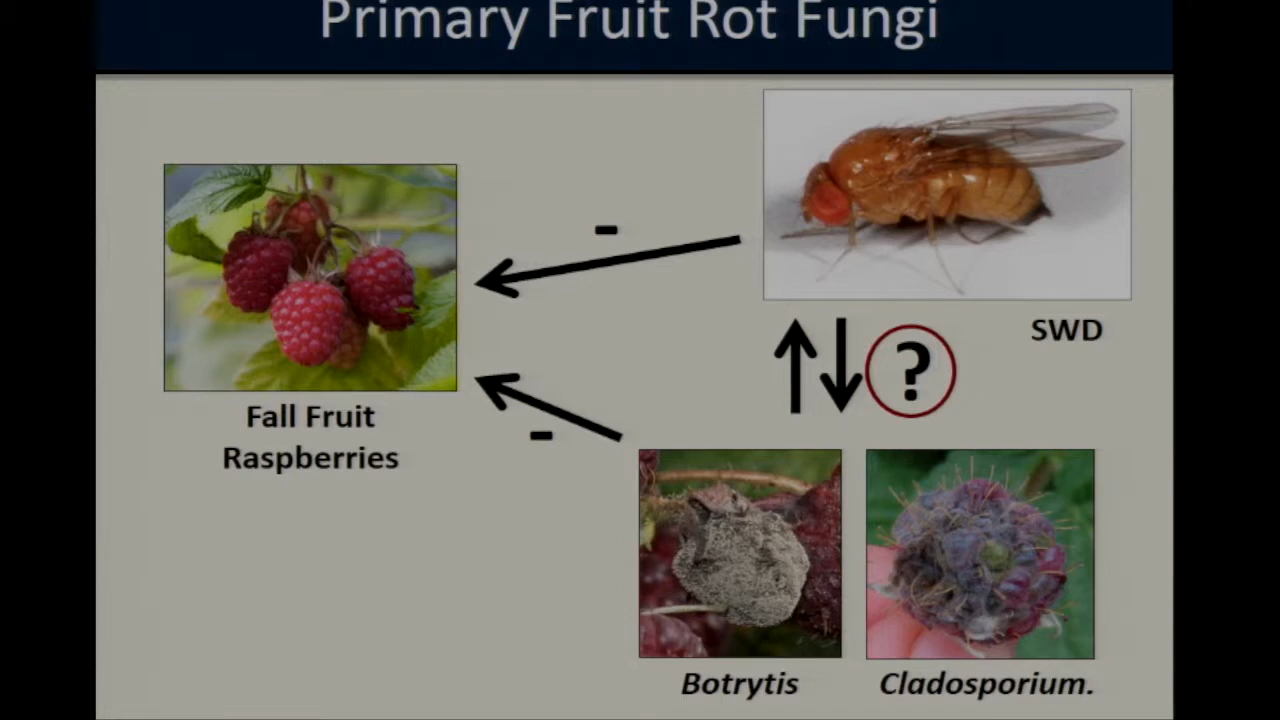 Primary Fruit Rot Fungi
-
SWD
?
Fall Fruit
Raspberries
-
Botrytis
Cladosporium.